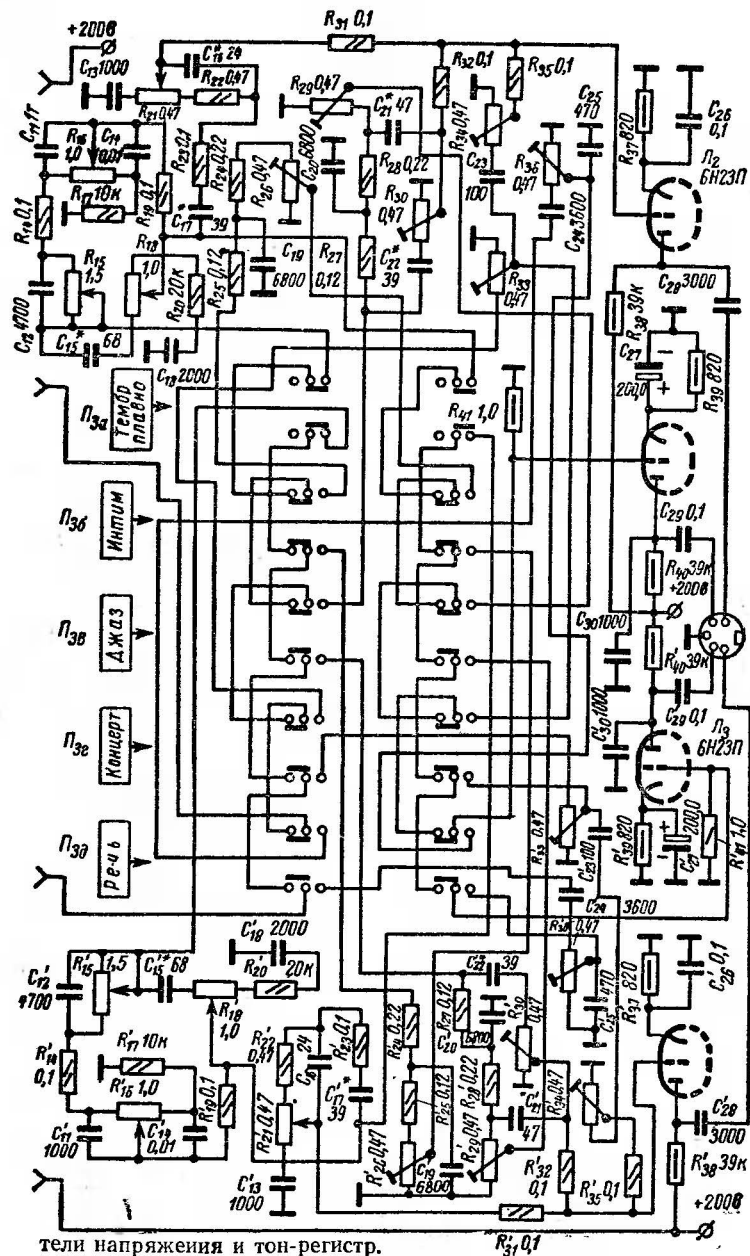 +200в
C13 1000
C*16 24
R31 0,1
R22 0,47
R21 0,47
R29 0,47
C*21 47
R32 0,1
R35 0,1
R34 0,47
C25 470
R37 820
C26 0,1
Л2 6Н23П
R16 1,0
C14 0,01
R17 10к
R19 0,1
R14 0,1
R23 0,1
R24 0,22
R26 0,47
C20 6800
R28 0,22
R30 0,47
C23 100
R36 0,47
C24 3600
C*17 39
R15 1,5
R18 1,0
R20 20к
R25 0,12
C19 6800
R27 0,12
C*22 39
R33 0,47
C28 3000
R38 39к
C12 4700
C15* 68
C18 2000
C27 200,0
R39 820
П3а
Тембр плавно
R41 1,0
П3б
Интим
C29 0,1
R40 39к
+200в
П3в
Джаз
C30 1000
R'40 39к
C'29 0,1
C'30 1000
Л3 6Н23П
П3г
Концерт
R'33 0,47
C'23 100
R'39 820
C'27 200,0
R'41 1,0
П3д
Речь
C'24 3600
C'18 2000
R'15 1,5
C'15* 68
R'20 20к
C'12 4700
R'18 1,0
C'22* 39
R'36 0,47
R'37 820
C'26 0,1
R'14 0,1
R'17 10к
R'16 1,0
R'19 0,1
R'22 0,47
C'16 24
R'23 0,1
C'17* 39
R'24 0,22
R'25 0,12
R'27 0,12
C'20 6800
R'28 0,22
R'30 0,47
C'25 470
R'34 0,47
C'11 1000
C'14 0,01
R'21 0,47
C'13 1000
R'26 0,47
C'19 6800
R'29 0,47
C'21* 47
R'32 0,1
R'35 0,1
C'28 3000
R'38 39к
+200в
R'31 0,1
тели напряжения и тон-регистр.